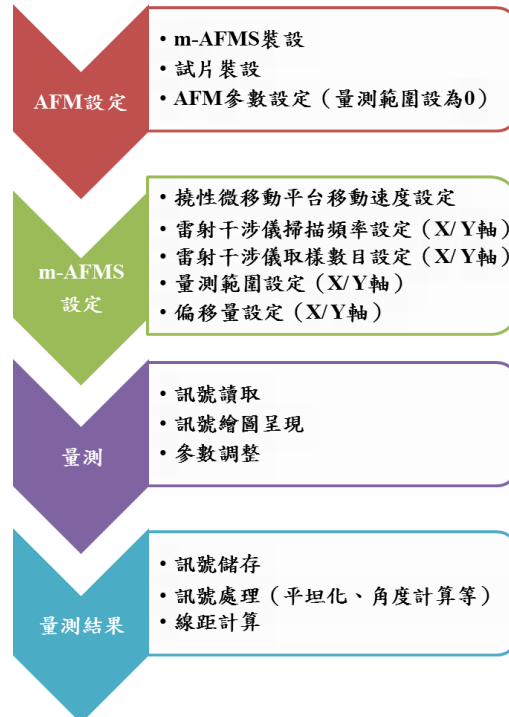 AFM設定
• m-AFMS裝設
• 試片裝設
• AFM參數設定（量測範圍設為0）
m-AFMS
設定
• 撓性微移動平台移動速度設定
• 雷射干涉儀掃描頻率設定（X/Y軸）
• 雷射干涉儀取樣數目設定（X/Y軸）
• 量測範圍設定（X/Y軸）
• 偏移量設定（X/Y軸）
量測
• 訊號讀取
• 訊號繪圖呈現
• 參數調整
量測結果
• 訊號儲存
• 訊號處理（平坦化、角度計算等）
• 線距計算